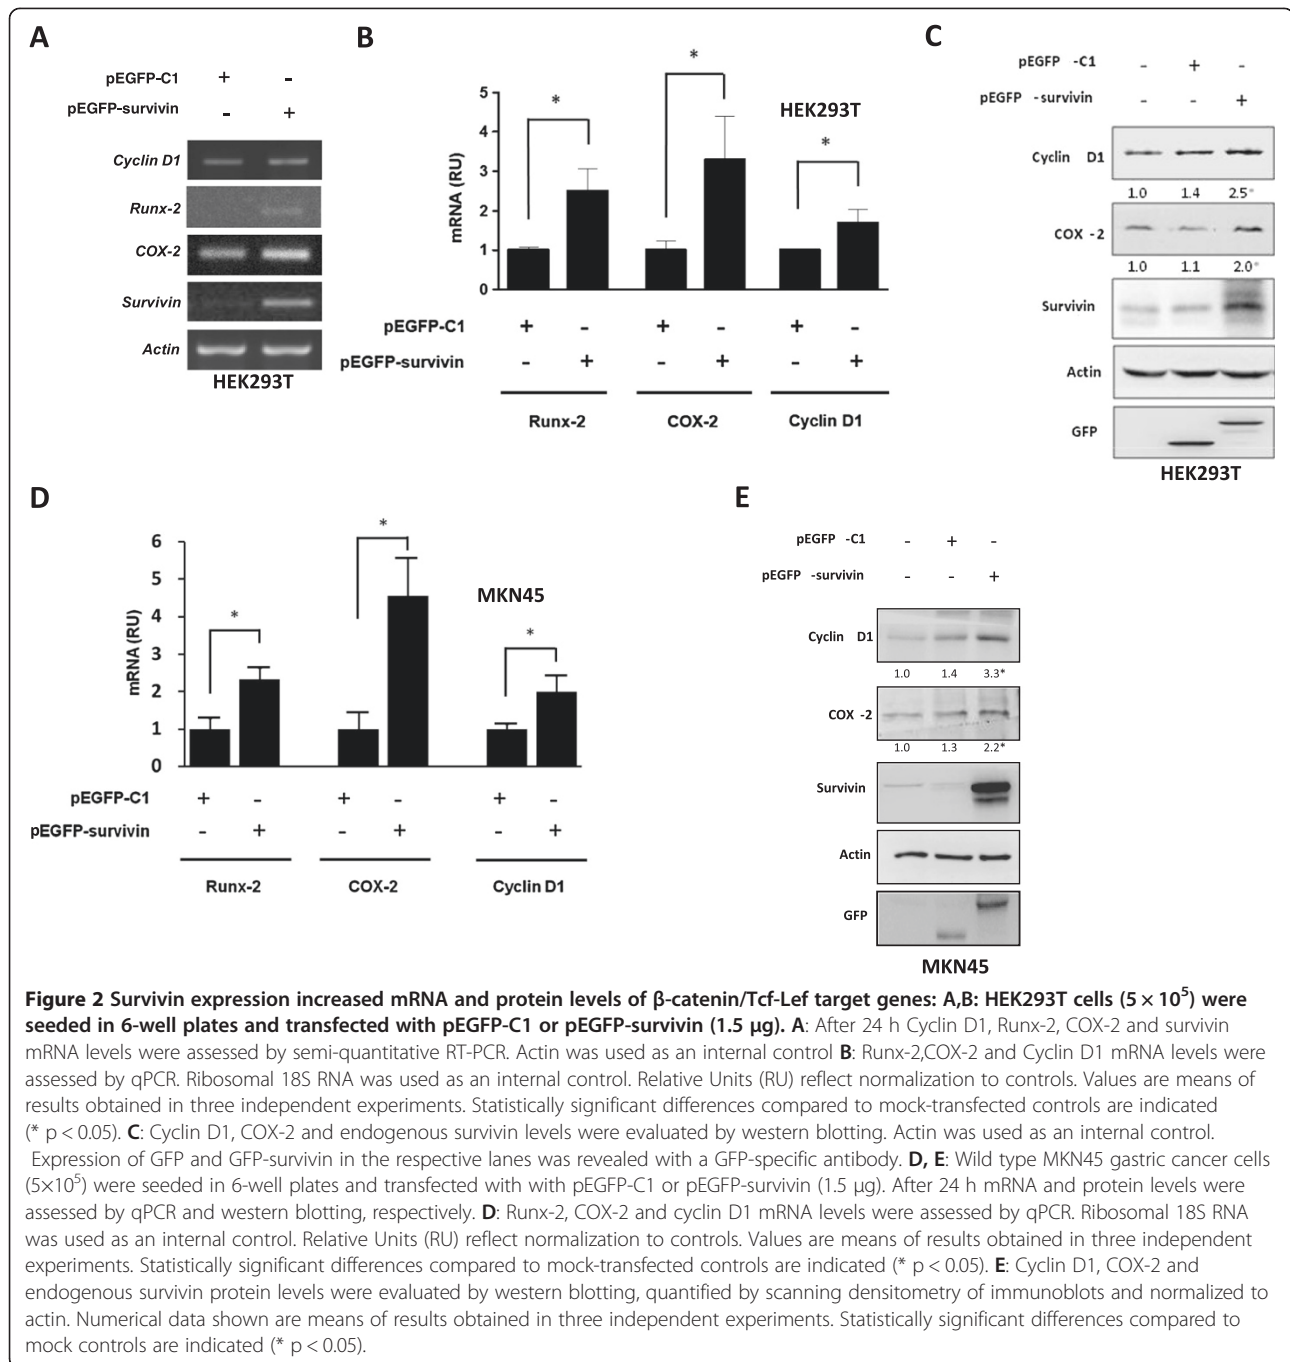 A
pEGFP-C1 + -
pEGFP-survivin - +
Cyclin D1
Runx-2
COX-2
Survivin
Actin
HEK293T
B
mRNA (RU)
5
4
3
2
1
0
* * *
HEK293T
pEGFP-C1 + - + - + -
pEGFP-survivin - + - + - +
Runx-2 COX-2 Cyclin D1
C
pEGFP -C1 - + -
pEGFP -survivin - - +
Cyclin D1
1.0 1.4 2.5*
COX -2
1.0 1.1 2.0*
Survivin
Actin
GFP
HEK293T
D
mRNA (RU)
6
5
4
3
2
1
0
* * *
MKN45
pEGFP-C1 + - + - + -
pEGFP-survivin - + - + - +
Runx-2 COX-2 Cyclin D1
E
pEGFP -C1 - + -
pEGFP -survivin - - +
Cyclin D1
1.0 1.4 3.3*
COX -2
1.0 1.3 2.2*
Survivin
Actin
GFP
MKN45
Figure 2 Survivin expression increased mRNA and protein levels of β-catenin/Tcf-Lef target genes: A,B: HEK293T cells (5 × 10⁵) were
seeded in 6-well plates and transfected with pEGFP-C1 or pEGFP-survivin (1.5 μg). A: After 24 h Cyclin D1, Runx-2, COX-2 and survivin
mRNA levels were assessed by semi-quantitative RT-PCR. Actin was used as an internal control B: Runx-2,COX-2 and Cyclin D1 mRNA levels were
assessed by qPCR. Ribosomal 18S RNA was used as an internal control. Relative Units (RU) reflect normalization to controls. Values are means of
results obtained in three independent experiments. Statistically significant differences compared to mock-transfected controls are indicated
(* p < 0.05). C: Cyclin D1, COX-2 and endogenous survivin levels were evaluated by western blotting. Actin was used as an internal control.
Expression of GFP and GFP-survivin in the respective lanes was revealed with a GFP-specific antibody. D, E: Wild type MKN45 gastric cancer cells
(5×10⁵) were seeded in 6-well plates and transfected with with pEGFP-C1 or pEGFP-survivin (1.5 μg). After 24 h mRNA and protein levels were
assessed by qPCR and western blotting, respectively. D: Runx-2, COX-2 and cyclin D1 mRNA levels were assessed by qPCR. Ribosomal 18S RNA
was used as an internal control. Relative Units (RU) reflect normalization to controls. Values are means of results obtained in three independent
experiments. Statistically significant differences compared to mock-transfected controls are indicated (* p < 0.05). E: Cyclin D1, COX-2 and
endogenous survivin protein levels were evaluated by western blotting, quantified by scanning densitometry of immunoblots and normalized to
actin. Numerical data shown are means of results obtained in three independent experiments. Statistically significant differences compared to
mock controls are indicated (* p < 0.05).